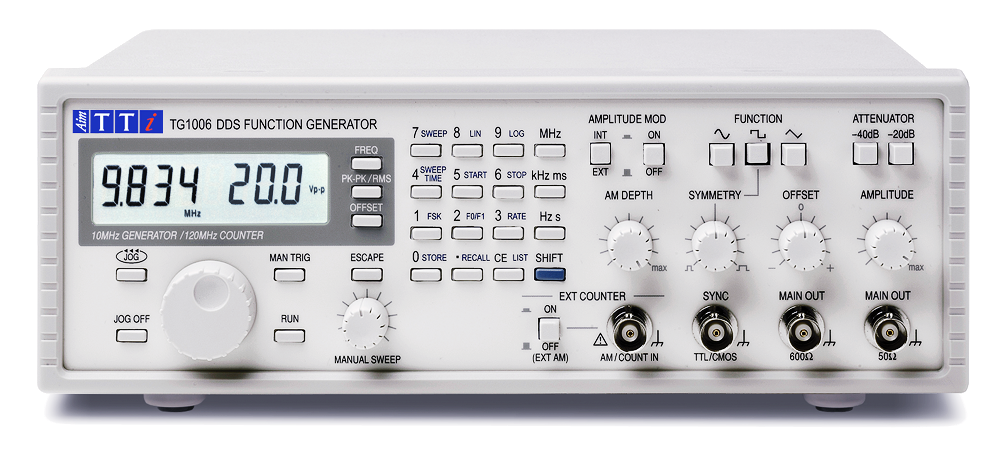 Aim TTi
TG1006 DDS FUNCTION GENERATOR
9.834 MHz 20.0 Vp-p
FREQ
PK-PK/RMS
OFFSET
10MHz GENERATOR / 120MHz COUNTER
JOG
MAN TRIG
ESCAPE
JOG OFF
RUN
MANUAL SWEEP
7 SWEEP 8 LIN 9 LOG MHz
4 SWEEP TIME 5 START 6 STOP kHz ms
1 FSK 2 F0/F1 3 RATE Hz s
0 STORE • RECALL CE LIST SHIFT
AMPLITUDE MOD
INT ON
EXT OFF
FUNCTION
ATTENUATOR
-40dB -20dB
AM DEPTH
max
SYMMETRY
OFFSET
0
- +
AMPLITUDE
max
EXT COUNTER
ON
OFF
(EXT AM)
AM / COUNT IN
SYNC
TTL/CMOS
MAIN OUT
600Ω
MAIN OUT
50Ω